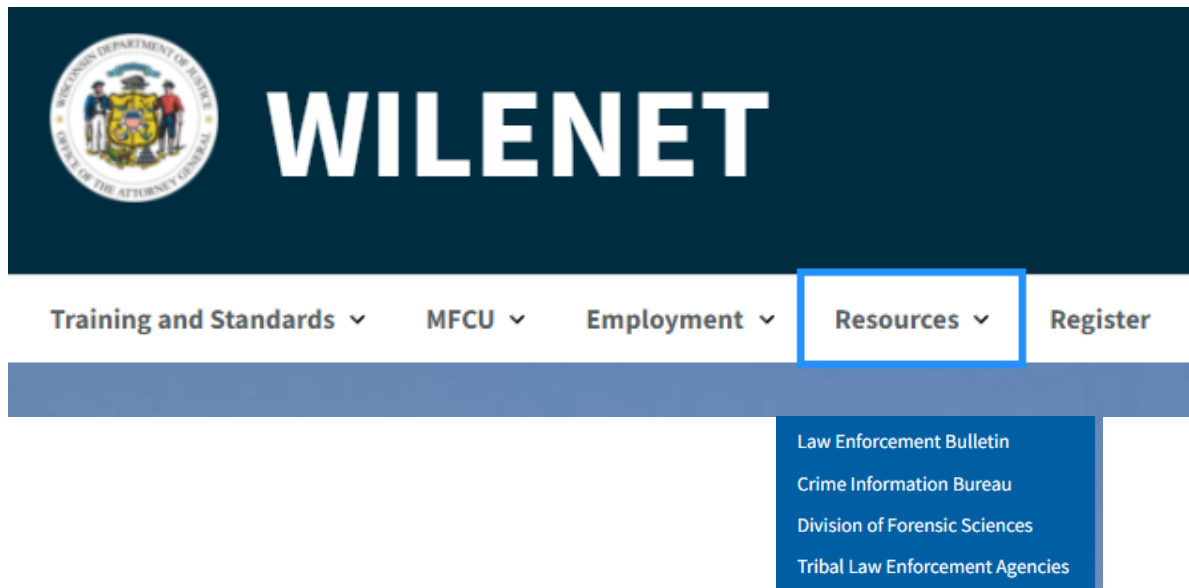 WISCONSIN DEPARTMENT OF JUSTICE
OFFICE OF THE ATTORNEY GENERAL
WILENET
Training and Standards MFCU Employment Resources Register
Law Enforcement Bulletin
Crime Information Bureau
Division of Forensic Sciences
Tribal Law Enforcement Agencies